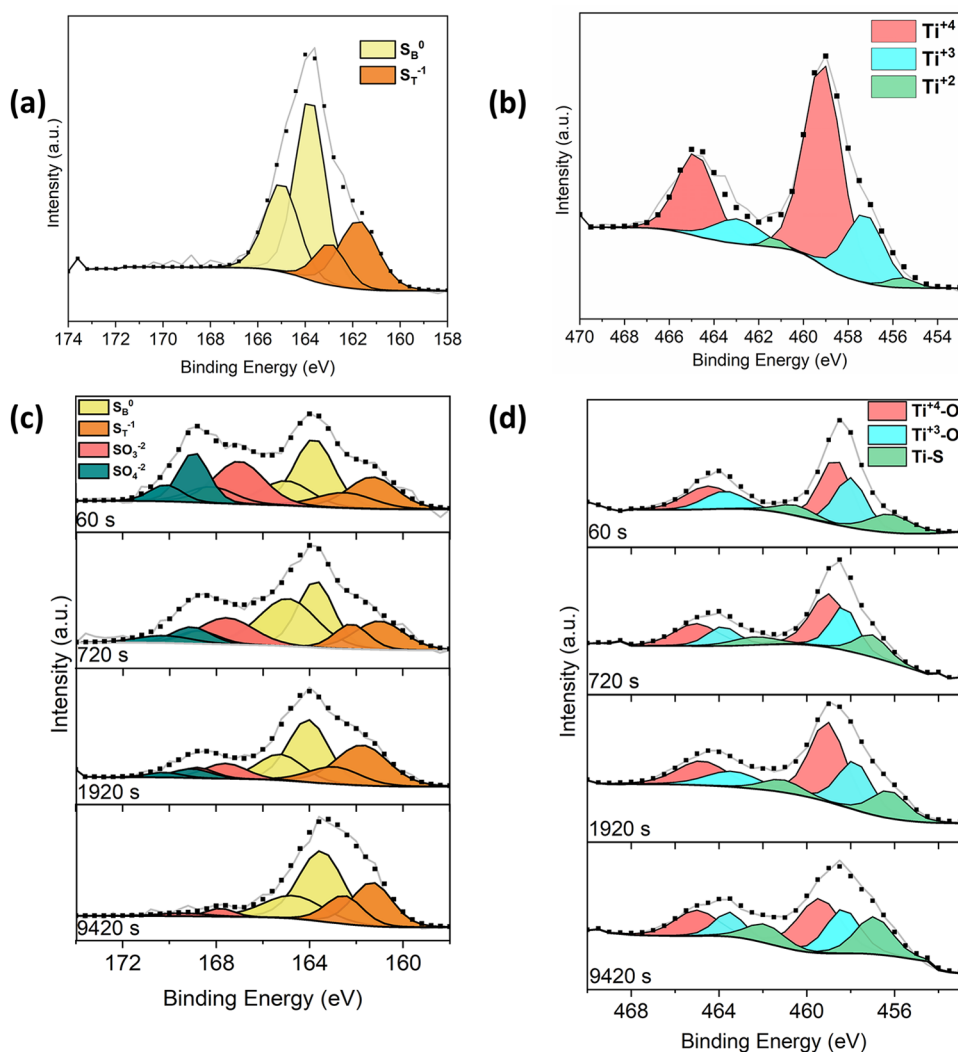 (a)
S_B^0
S_T^-1
Intensity (a.u.)
174 172 170 168 166 164 162 160 158
Binding Energy (eV)
(b)
Ti^+4
Ti^+3
Ti^+2
Intensity (a.u.)
470 468 466 464 462 460 458 456 454
Binding Energy (eV)
(c)
S_B^0
S_T^-1
SO_3^-2
SO_4^-2
60 s
720 s
1920 s
9420 s
Intensity (a.u.)
172 168 164 160
Binding Energy (eV)
(d)
Ti^+4-O
Ti^+3-O
Ti-S
60 s
720 s
1920 s
9420 s
Intensity (a.u.)
468 464 460 456
Binding Energy (eV)